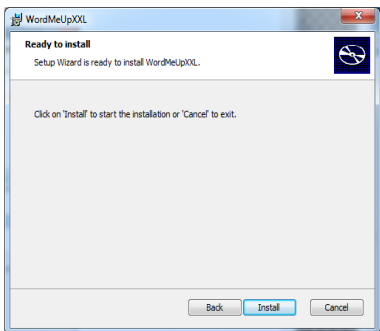 WordMeUpXXL
Ready to install
Setup Wizard is ready to install WordMeUpXXL.
Click on 'Install' to start the installation or 'Cancel' to exit.
Back Install Cancel